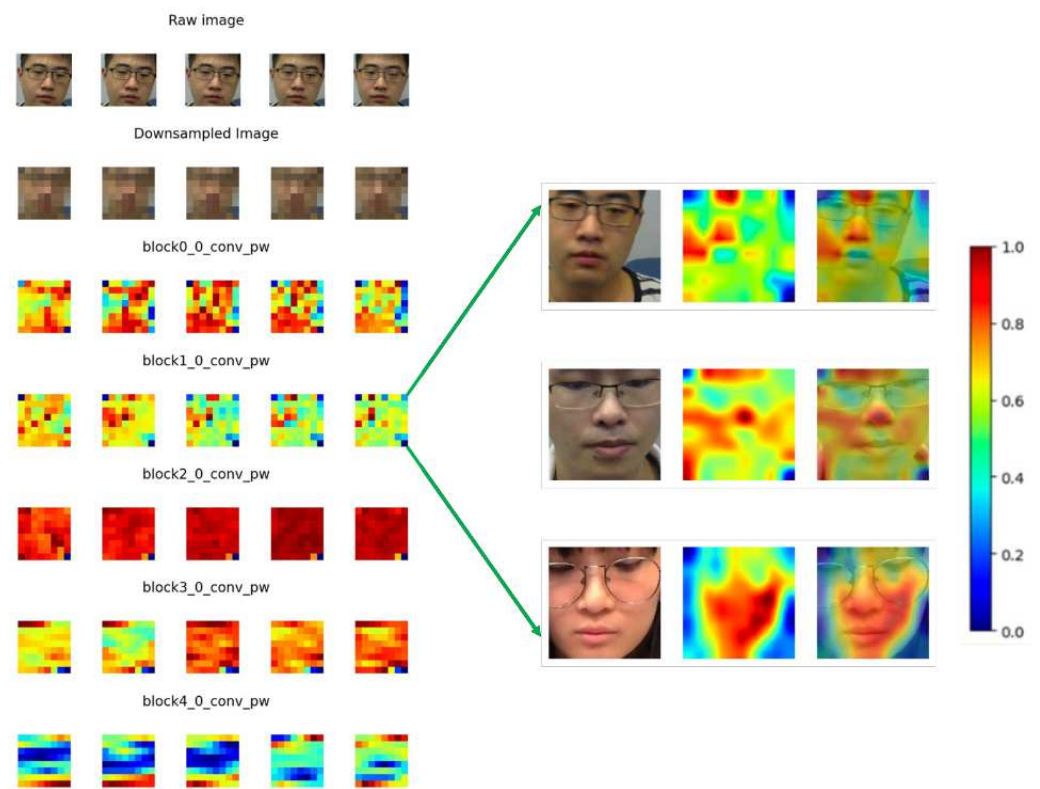 Raw image
Downsampled Image
block0_0_conv_pw
block1_0_conv_pw
block2_0_conv_pw
block3_0_conv_pw
block4_0_conv_pw
1.0
0.8
0.6
0.4
0.2
0.0